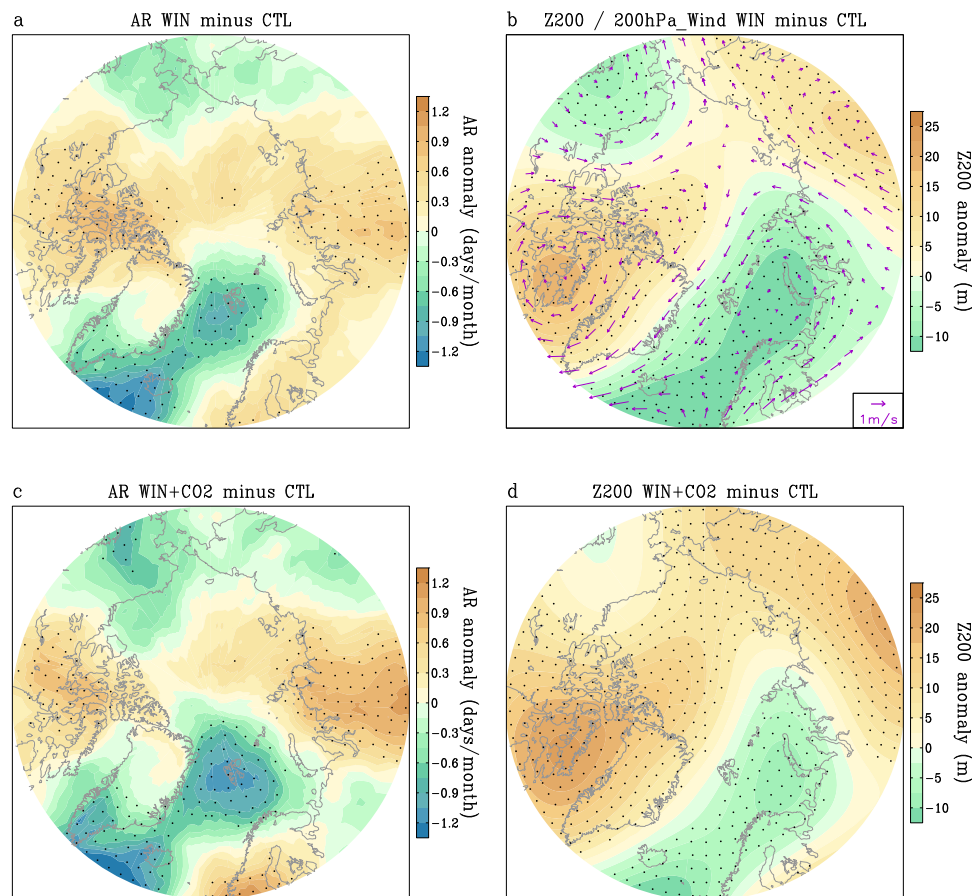 a
AR WIN minus CTL
1.2
0.9
0.6
0.3
0
−0.3
−0.6
−0.9
−1.2
AR anomaly (days/month)
b
Z200 / 200hPa_Wind WIN minus CTL
25
20
15
10
5
0
−5
−10
Z200 anomaly (m)
1m/s
c
AR WIN+CO2 minus CTL
1.2
0.9
0.6
0.3
0
−0.3
−0.6
−0.9
−1.2
AR anomaly (days/month)
d
Z200 WIN+CO2 minus CTL
25
20
15
10
5
0
−5
−10
Z200 anomaly (m)